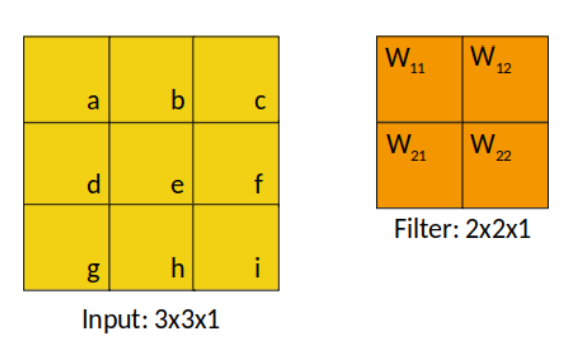 a b c
d e f
g h i
Input: 3x3x1
W₁₁ W₁₂
W₂₁ W₂₂
Filter: 2x2x1